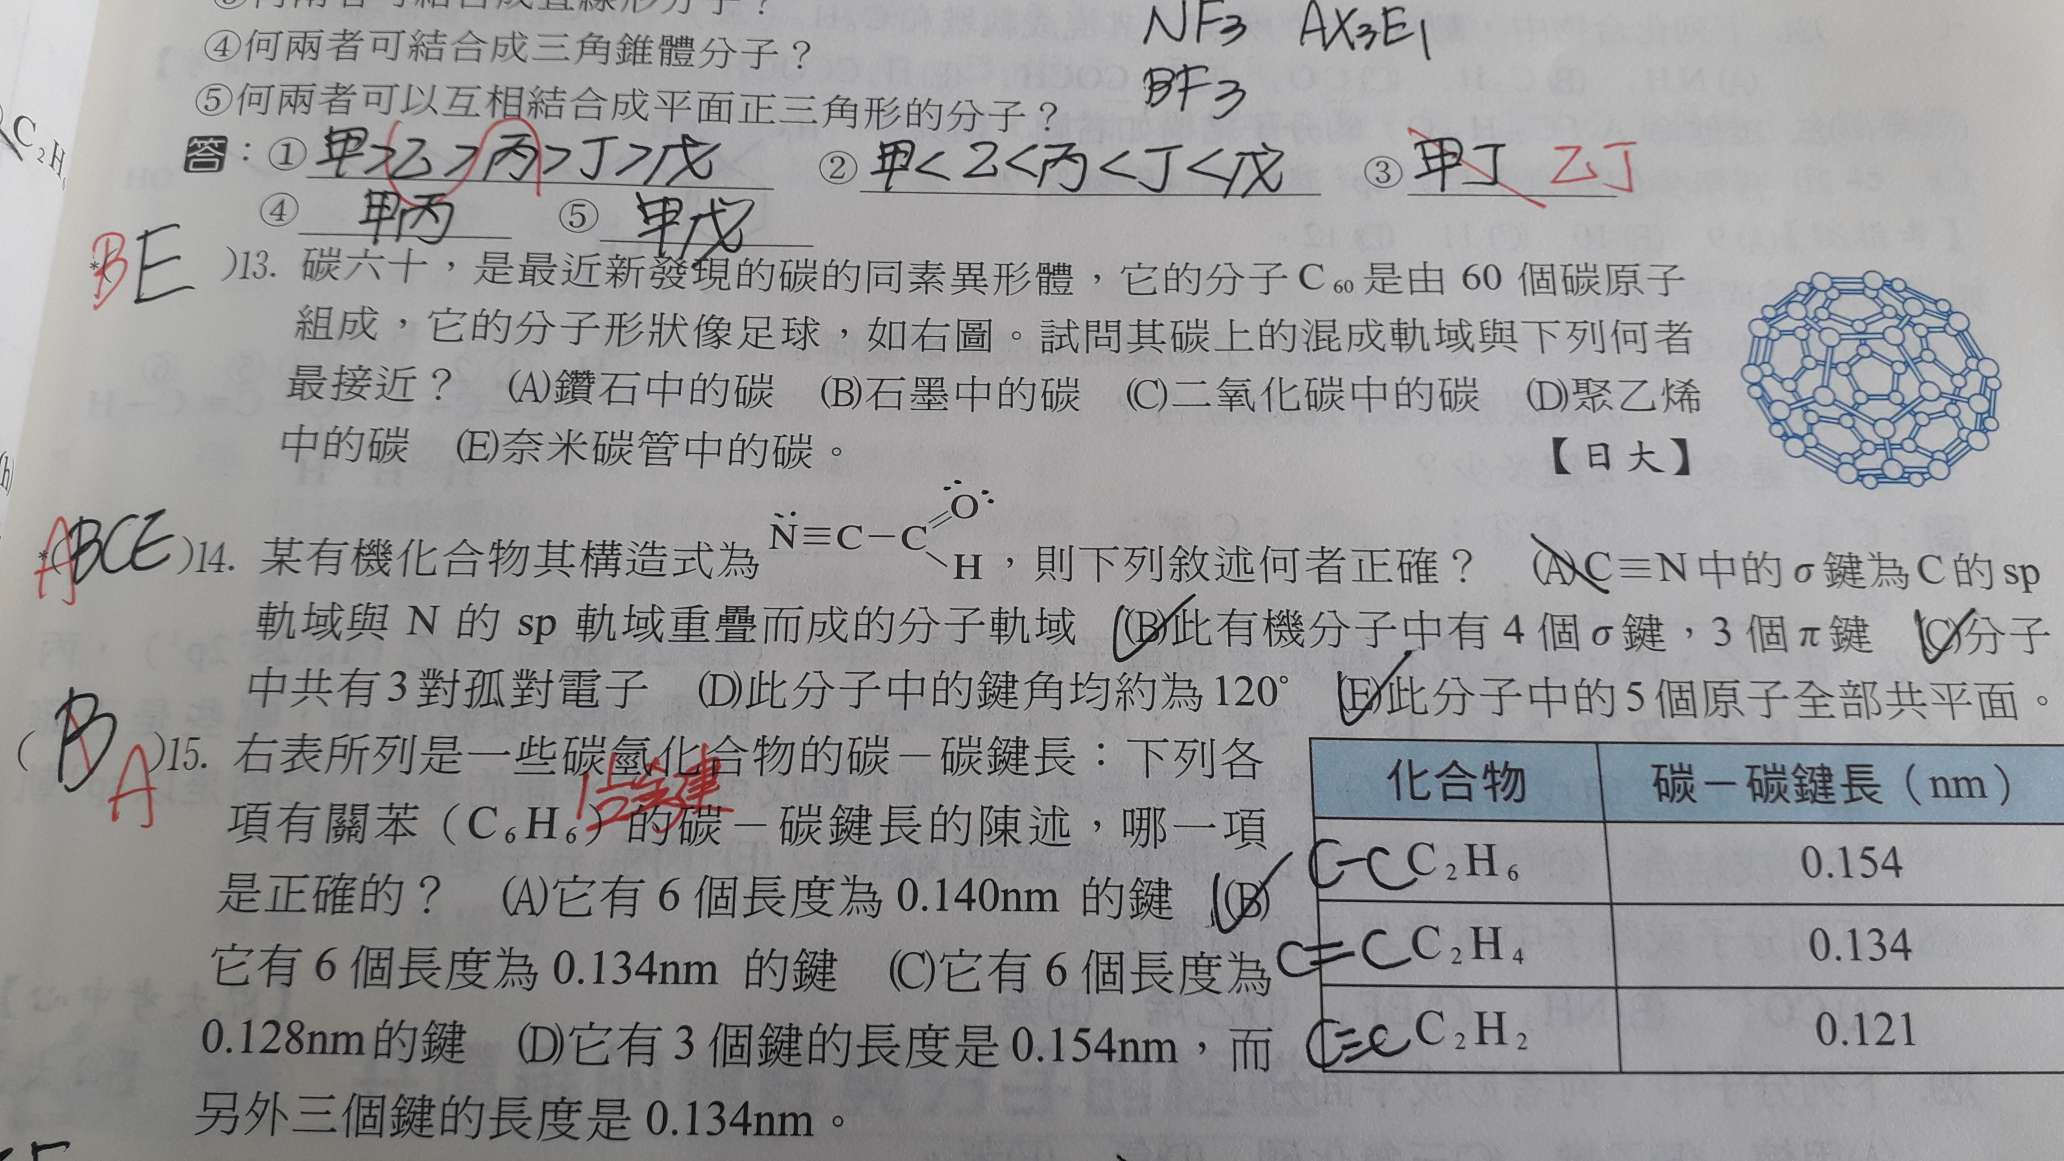 ③何兩者可結合成直線形分子？
④何兩者可結合成三角錐體分子？
NF3 AX3E1
⑤何兩者可以互相結合成平面正三角形的分子？
BF3
C2H
答：① 甲>乙>丙>丁>戊 ② 甲<乙<丙<丁<戊 ③ 甲丁 乙丁
④ 甲丙 ⑤ 甲戊
*BE )13. 碳六十，是最近新發現的碳的同素異形體，它的分子C60是由 60 個碳原子
組成，它的分子形狀像足球，如右圖。試問其碳上的混成軌域與下列何者
最接近？ (A)鑽石中的碳 (B)石墨中的碳 (C)二氧化碳中的碳 (D)聚乙烯
中的碳 (E)奈米碳管中的碳。 【日大】
*(ABCE )14. 某有機化合物其構造式為 N≡C－C O H，則下列敘述何者正確？ (A)C≡N中的σ鍵為C的sp
軌域與 N 的 sp 軌域重疊而成的分子軌域 (B)此有機分子中有 4 個σ鍵，3 個π鍵 (C)分子
中共有3對孤對電子 (D)此分子中的鍵角均約為120° (E)此分子中的5個原子全部共平面。
( B A )15. 右表所列是一些碳氫化合物的碳－碳鍵長：下列各
項有關苯（C6H6）的碳－碳鍵長的陳述，哪一項
是正確的？ (A)它有 6 個長度為 0.140nm 的鍵 (B)
它有 6 個長度為 0.134nm 的鍵 (C)它有 6 個長度為
0.128nm的鍵 (D)它有 3 個鍵的長度是0.154nm，而
另外三個鍵的長度是 0.134nm。
化合物 碳－碳鍵長（nm）
C-C C2H6 0.154
C=C C2H4 0.134
C≡C C2H2 0.121